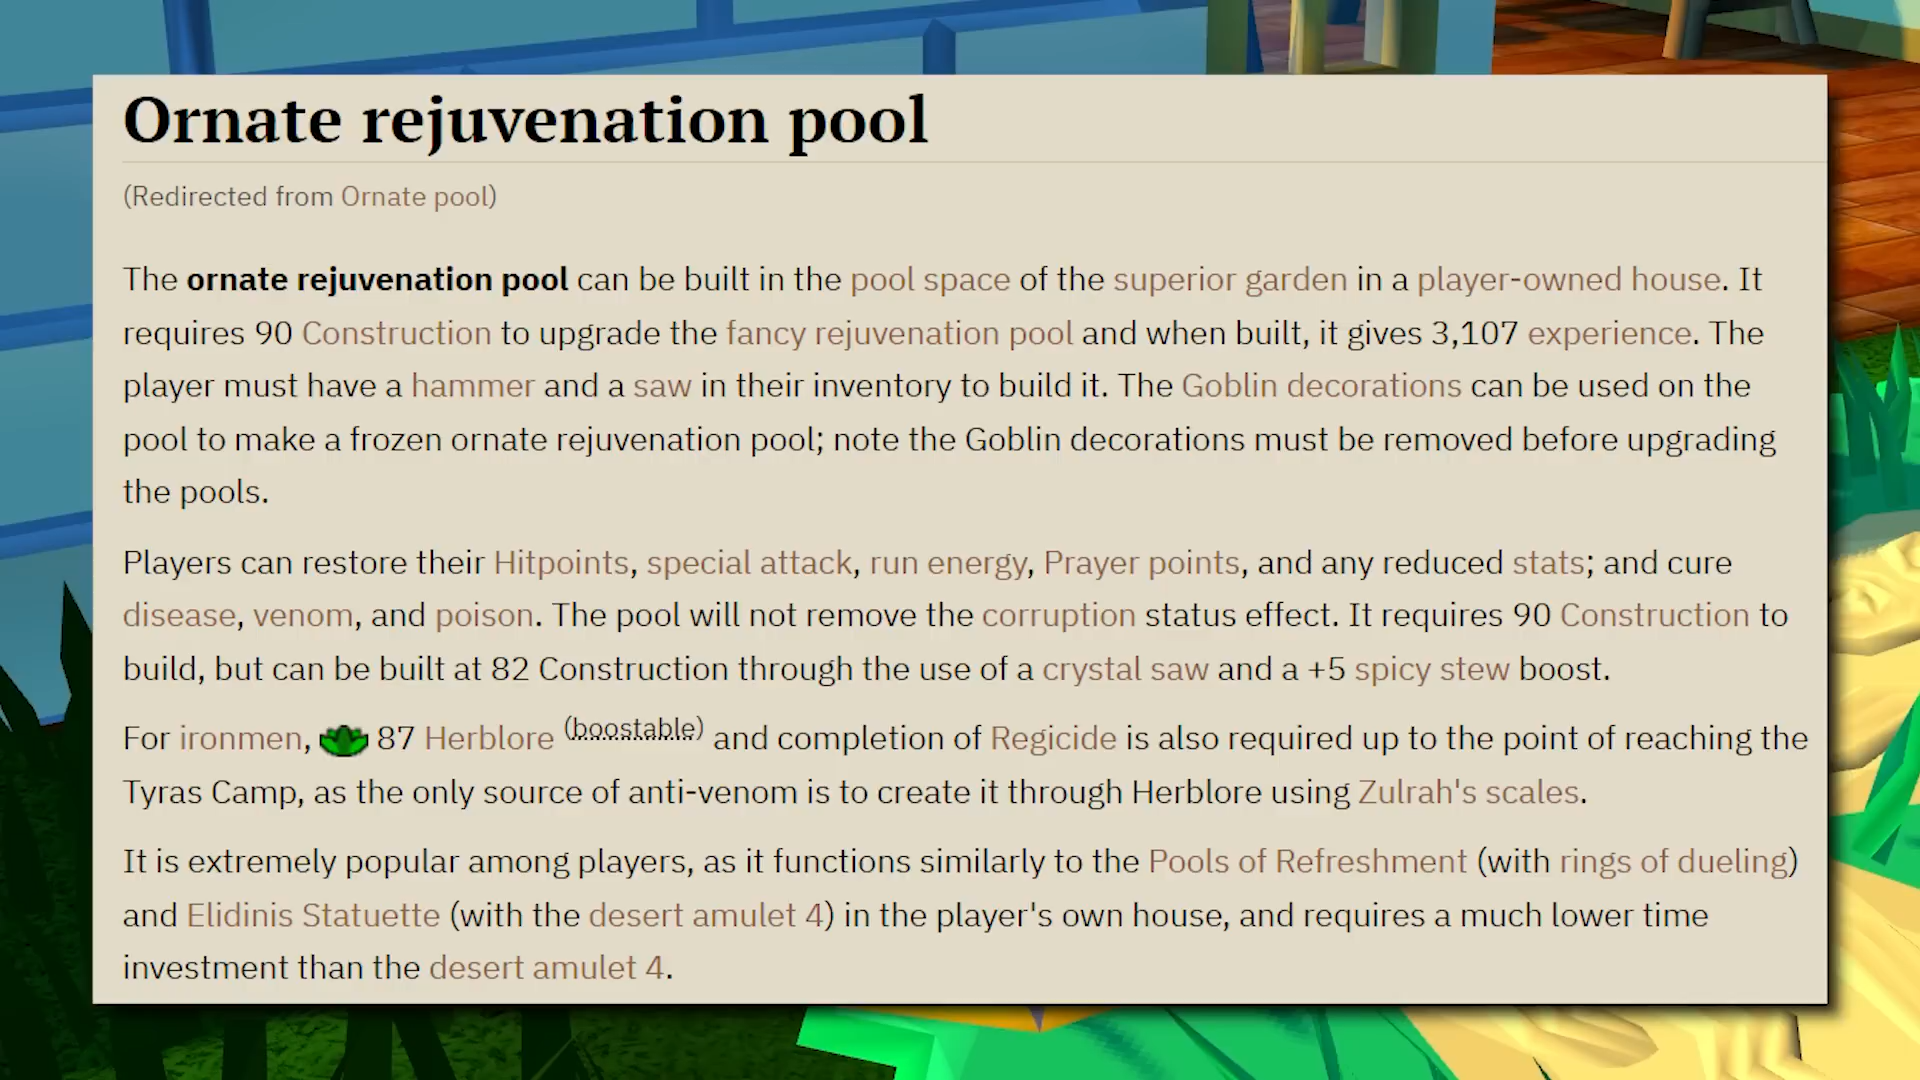 Ornate rejuvenation pool
(Redirected from Ornate pool)
The ornate rejuvenation pool can be built in the pool space of the superior garden in a player-owned house. It
requires 90 Construction to upgrade the fancy rejuvenation pool and when built, it gives 3,107 experience. The
player must have a hammer and a saw in their inventory to build it. The Goblin decorations can be used on the
pool to make a frozen ornate rejuvenation pool; note the Goblin decorations must be removed before upgrading
the pools.
Players can restore their Hitpoints, special attack, run energy, Prayer points, and any reduced stats; and cure
disease, venom, and poison. The pool will not remove the corruption status effect. It requires 90 Construction to
build, but can be built at 82 Construction through the use of a crystal saw and a +5 spicy stew boost.
For ironmen, 87 Herblore (boostable) and completion of Regicide is also required up to the point of reaching the
Tyras Camp, as the only source of anti-venom is to create it through Herblore using Zulrah's scales.
It is extremely popular among players, as it functions similarly to the Pools of Refreshment (with rings of dueling)
and Elidinis Statuette (with the desert amulet 4) in the player's own house, and requires a much lower time
investment than the desert amulet 4.